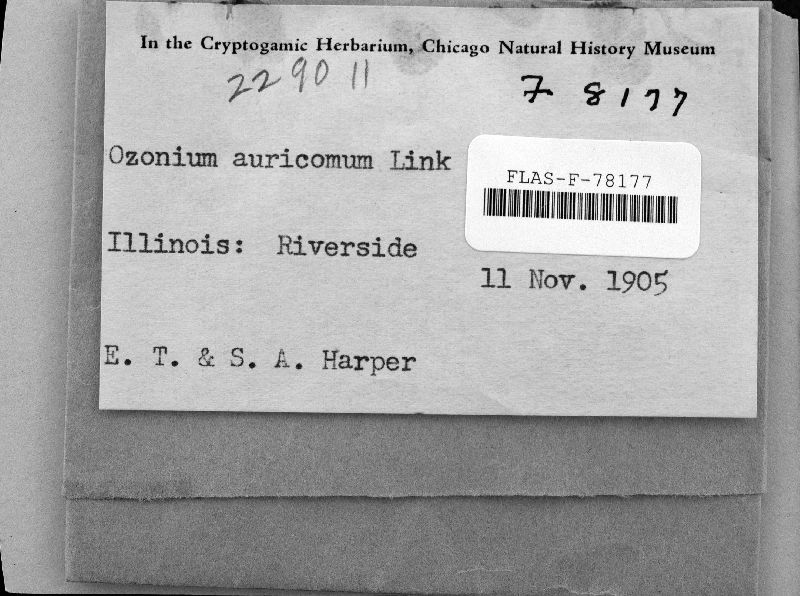 In the Cryptogamic Herbarium, Chicago Natural History Museum
229011
F 8177
Ozonium auricomum Link
FLAS-F-78177
Illinois: Riverside
11 Nov. 1905
E. T. & S. A. Harper